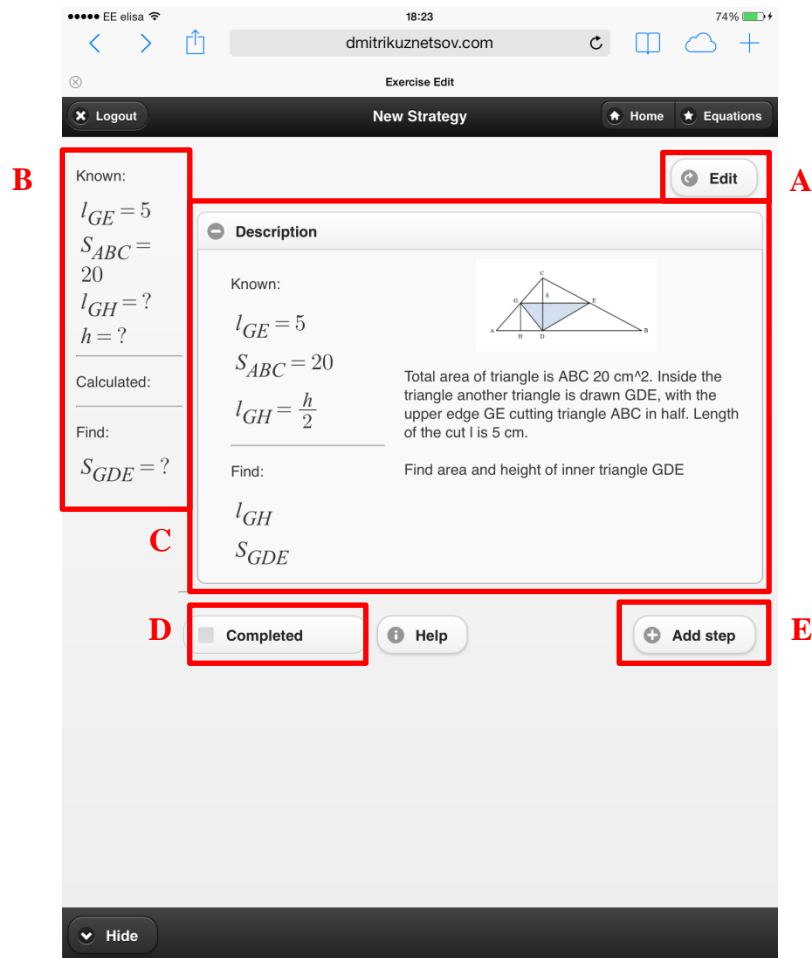 EE elisa 18:23 74%
dmitrikuznetsov.com
Exercise Edit
Logout New Strategy Home Equations
B
A
Edit
Known:
l_GE = 5
S_ABC =
20
l_GH = ?
h = ?
Calculated:
Find:
S_GDE = ?
Description
Known:
l_GE = 5
S_ABC = 20
l_GH = h/2
Find:
l_GH
S_GDE
C
G
h
E
A
H
D
B
Total area of triangle is ABC 20 cm^2. Inside the
triangle another triangle is drawn GDE, with the
upper edge GE cutting triangle ABC in half. Length
of the cut l is 5 cm.
Find area and height of inner triangle GDE
C
D
Completed
Help
Add step
E
Hide